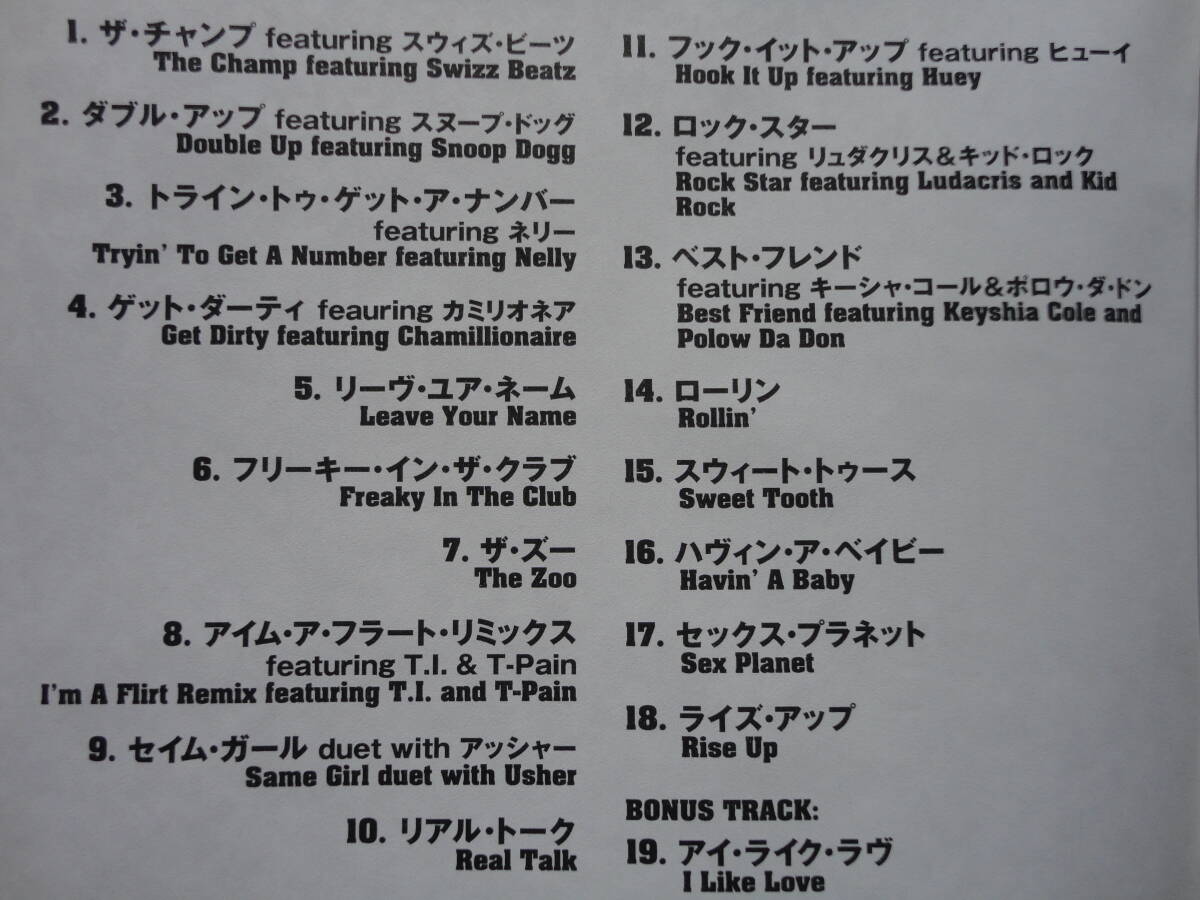 1. ザ・チャンプ featuring スウィズ・ビーツ
The Champ featuring Swizz Beatz
2. ダブル・アップ featuring スヌープ・ドッグ
Double Up featuring Snoop Dogg
3. トライン・トゥ・ゲット・ア・ナンバー
featuring ネリー
Tryin' To Get A Number featuring Nelly
4. ゲット・ダーティ feauring カミリオネア
Get Dirty featuring Chamillionaire
5. リーヴ・ユア・ネーム
Leave Your Name
6. フリーキー・イン・ザ・クラブ
Freaky In The Club
7. ザ・ズー
The Zoo
8. アイム・ア・フラート・リミックス
featuring T.I. & T-Pain
I'm A Flirt Remix featuring T.I. and T-Pain
9. セイム・ガール duet with アッシャー
Same Girl duet with Usher
10. リアル・トーク
Real Talk
11. フック・イット・アップ featuring ヒューイ
Hook It Up featuring Huey
12. ロック・スター
featuring リュダクリス&キッド・ロック
Rock Star featuring Ludacris and Kid
Rock
13. ベスト・フレンド
featuring キーシャ・コール&ポロウ・ダ・ドン
Best Friend featuring Keyshia Cole and
Polow Da Don
14. ローリン
Rollin'
15. スウィート・トゥース
Sweet Tooth
16. ハヴィン・ア・ベイビー
Havin' A Baby
17. セックス・プラネット
Sex Planet
18. ライズ・アップ
Rise Up
BONUS TRACK:
19. アイ・ライク・ラヴ
I Like Love